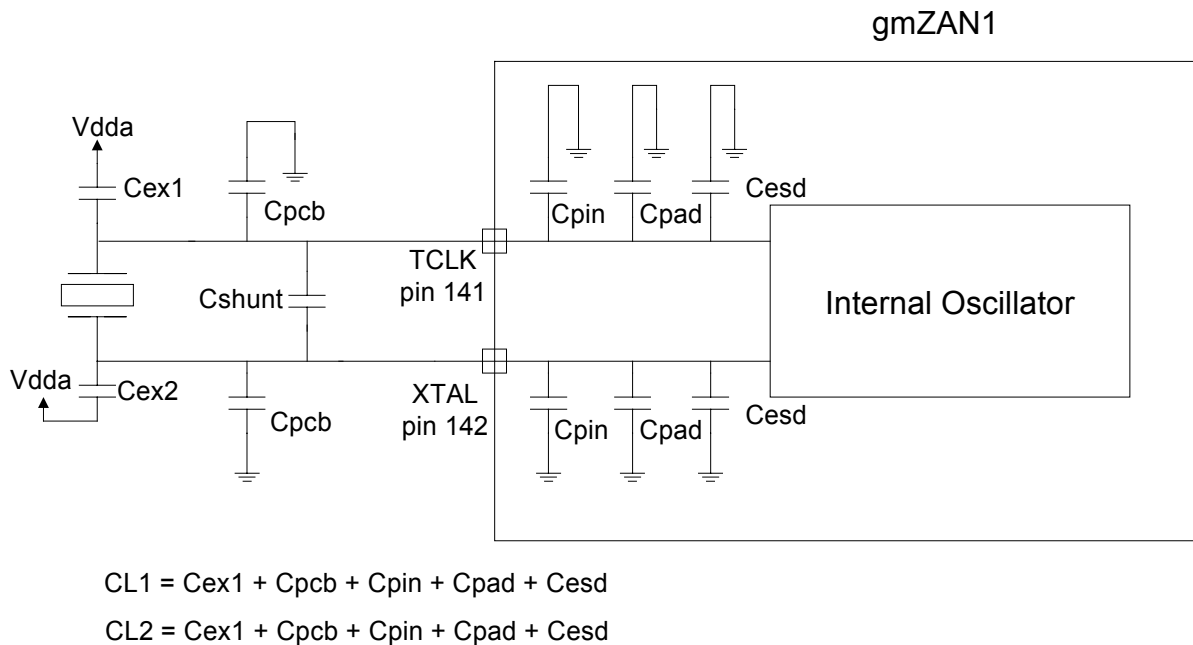 gmZAN1
Vdda
Cex1
Cpcb
Cpin
Cpad
Cesd
TCLK
pin 141
Cshunt
Internal Oscillator
Vdda
Cex2
Cpcb
XTAL
pin 142
Cpin
Cpad
Cesd
CL1 = Cex1 + Cpcb + Cpin + Cpad + Cesd
CL2 = Cex1 + Cpcb + Cpin + Cpad + Cesd